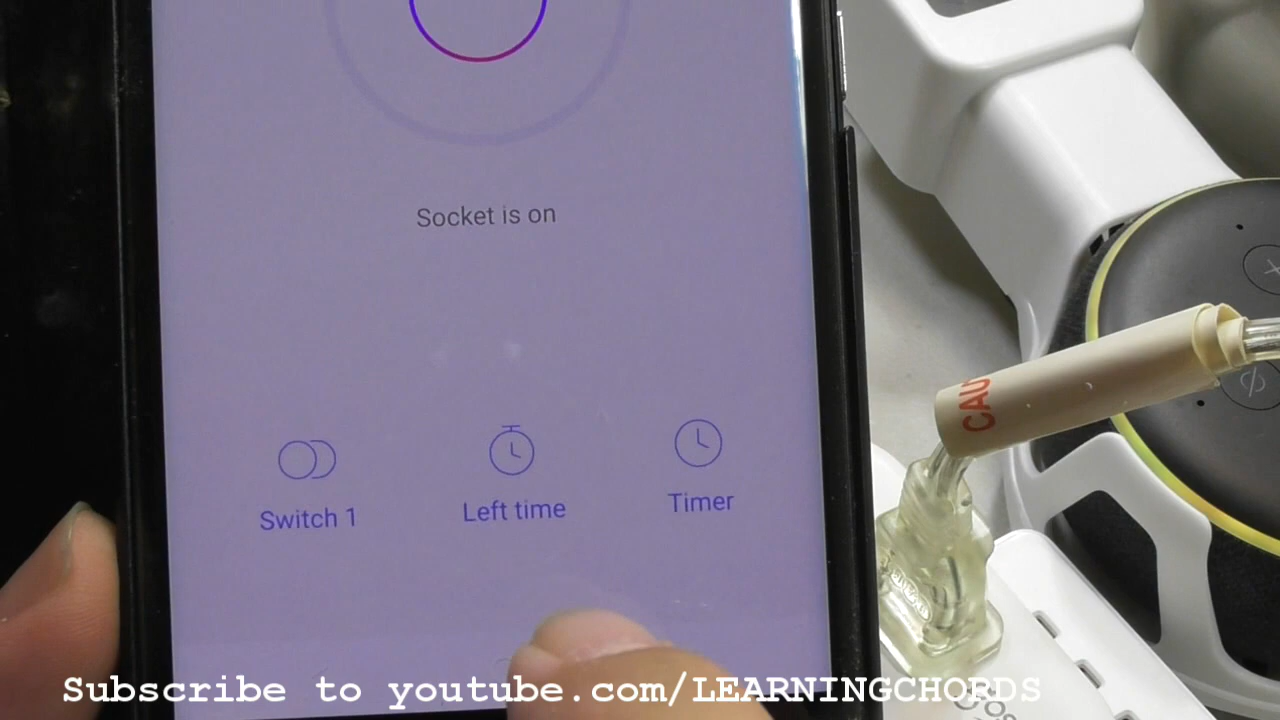 Socket is on
Switch 1
Left time
Timer
CAU
Subscribe to youtube.com/LEARNINGCHORDS